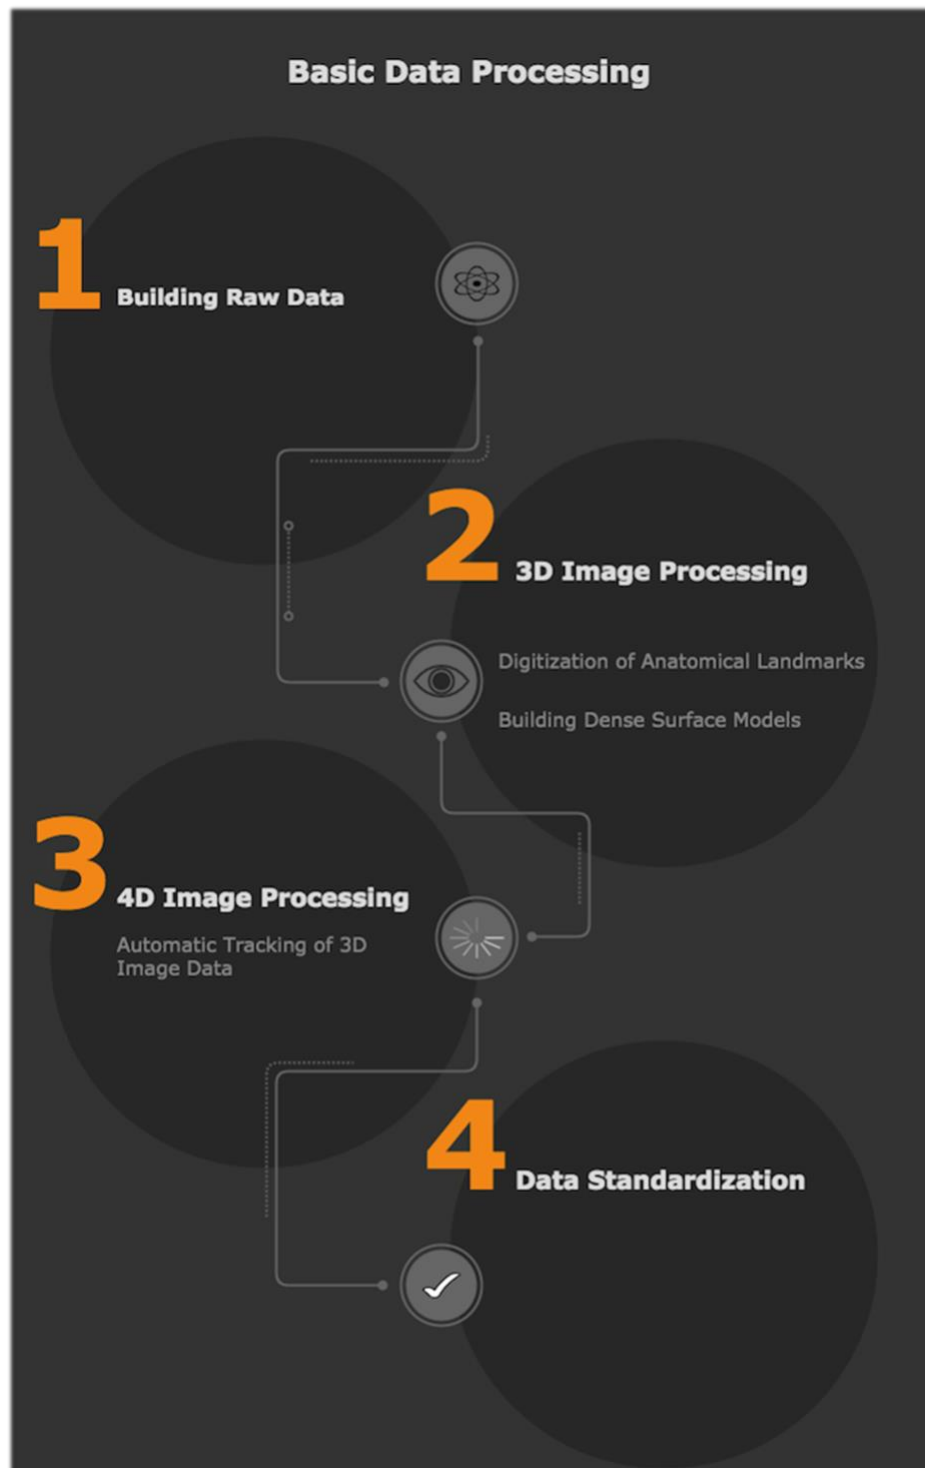 Basic Data Processing
1
Building Raw Data
2
3D Image Processing
Digitization of Anatomical Landmarks
Building Dense Surface Models
3
4D Image Processing
Automatic Tracking of 3D
Image Data
4
Data Standardization